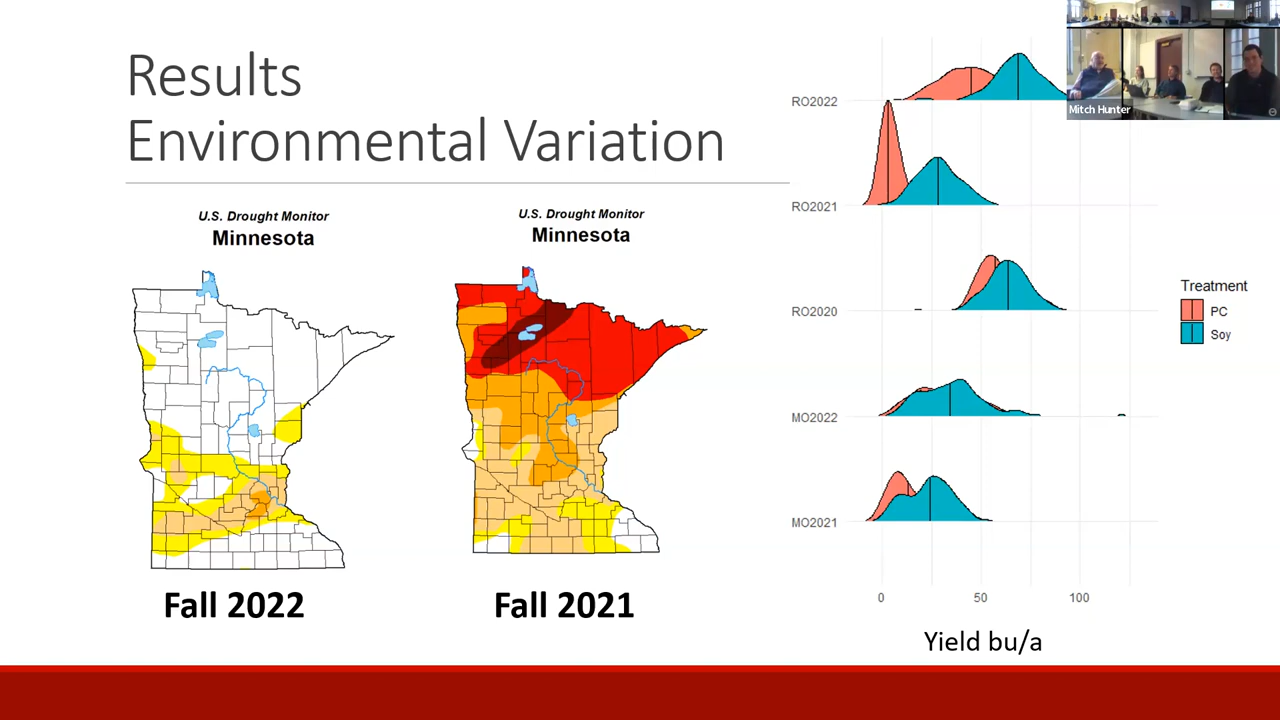 Results
Environmental Variation
U.S. Drought Monitor
Minnesota
Fall 2022
U.S. Drought Monitor
Minnesota
Fall 2021
RO2022
RO2021
RO2020
MO2022
MO2021
0 50 100
Yield bu/a
Treatment
PC
Soy
Mitch Hunter